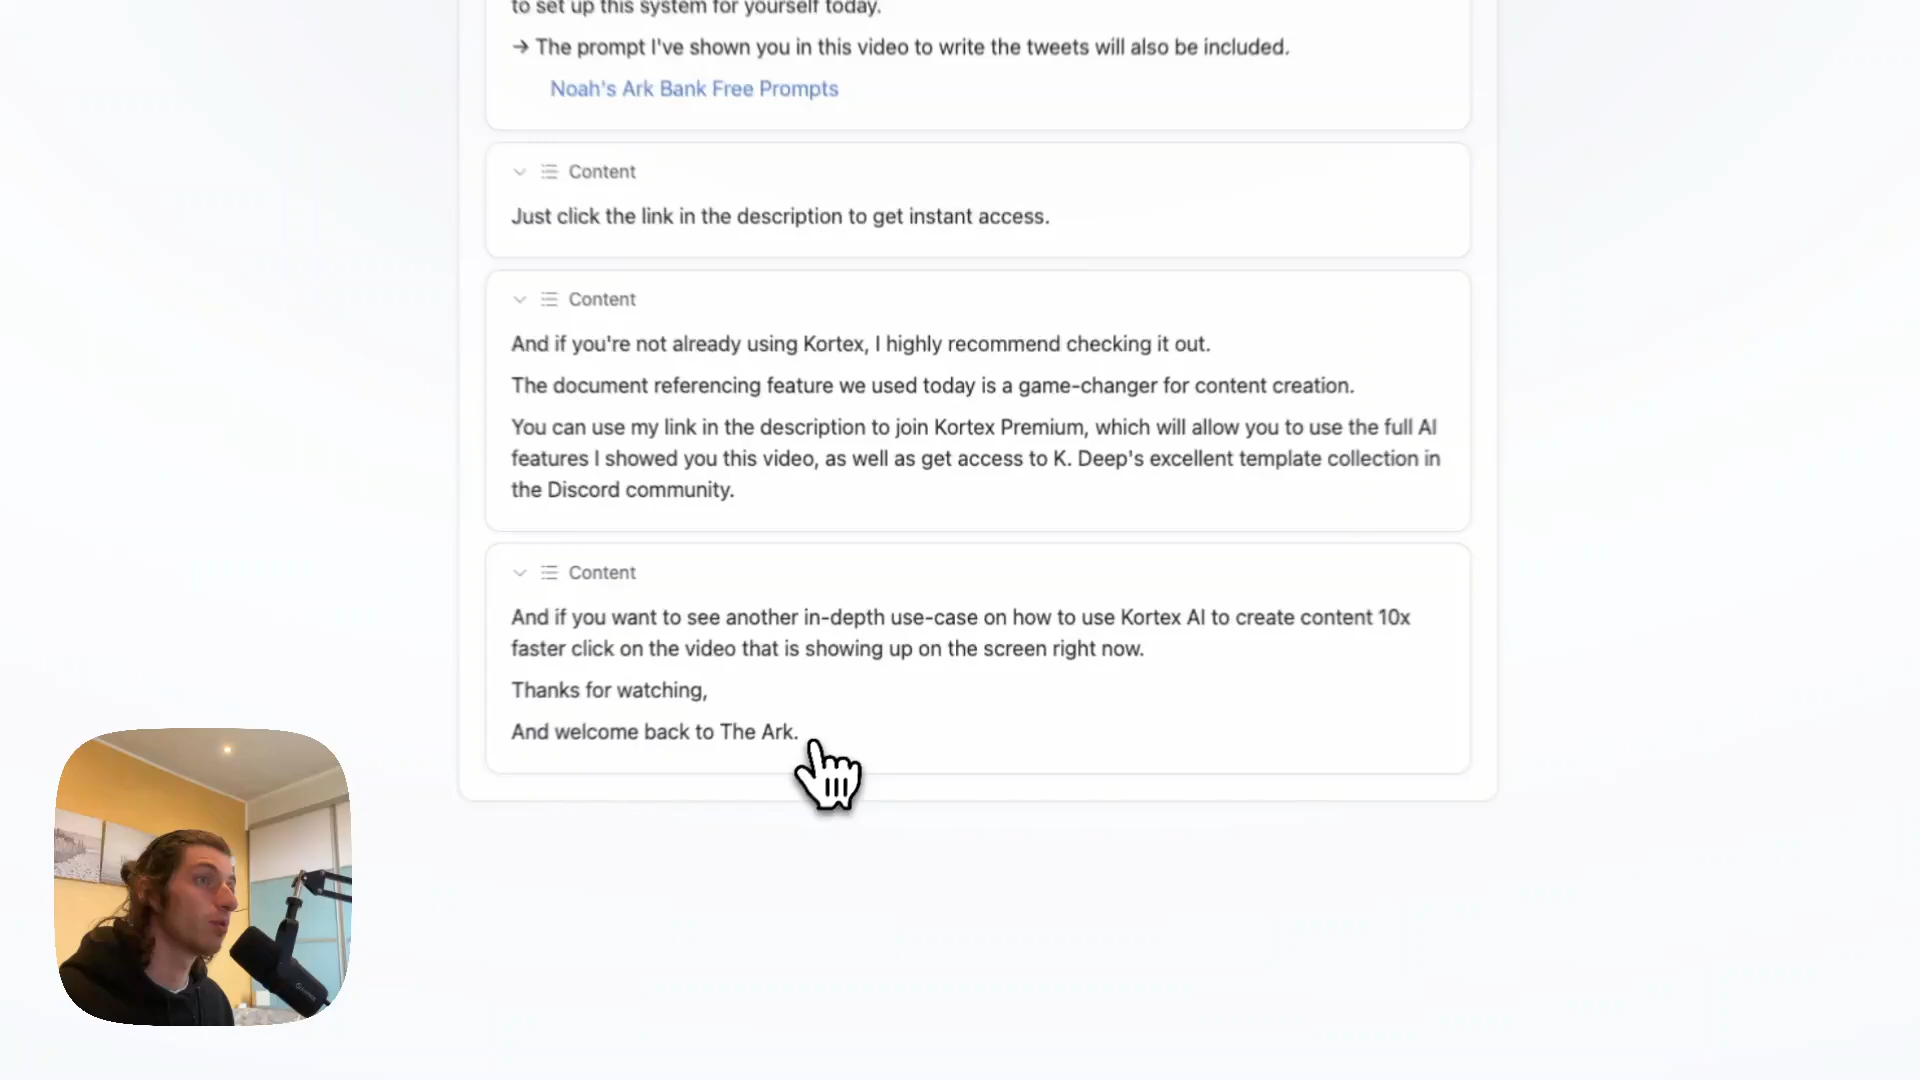 to set up this system for yourself today.
→ The prompt I've shown you in this video to write the tweets will also be included.
Noah's Ark Bank Free Prompts
Content
Just click the link in the description to get instant access.
Content
And if you're not already using Kortex, I highly recommend checking it out.
The document referencing feature we used today is a game-changer for content creation.
You can use my link in the description to join Kortex Premium, which will allow you to use the full AI
features I showed you this video, as well as get access to K. Deep's excellent template collection in
the Discord community.
Content
And if you want to see another in-depth use-case on how to use Kortex AI to create content 10x
faster click on the video that is showing up on the screen right now.
Thanks for watching,
And welcome back to The Ark.